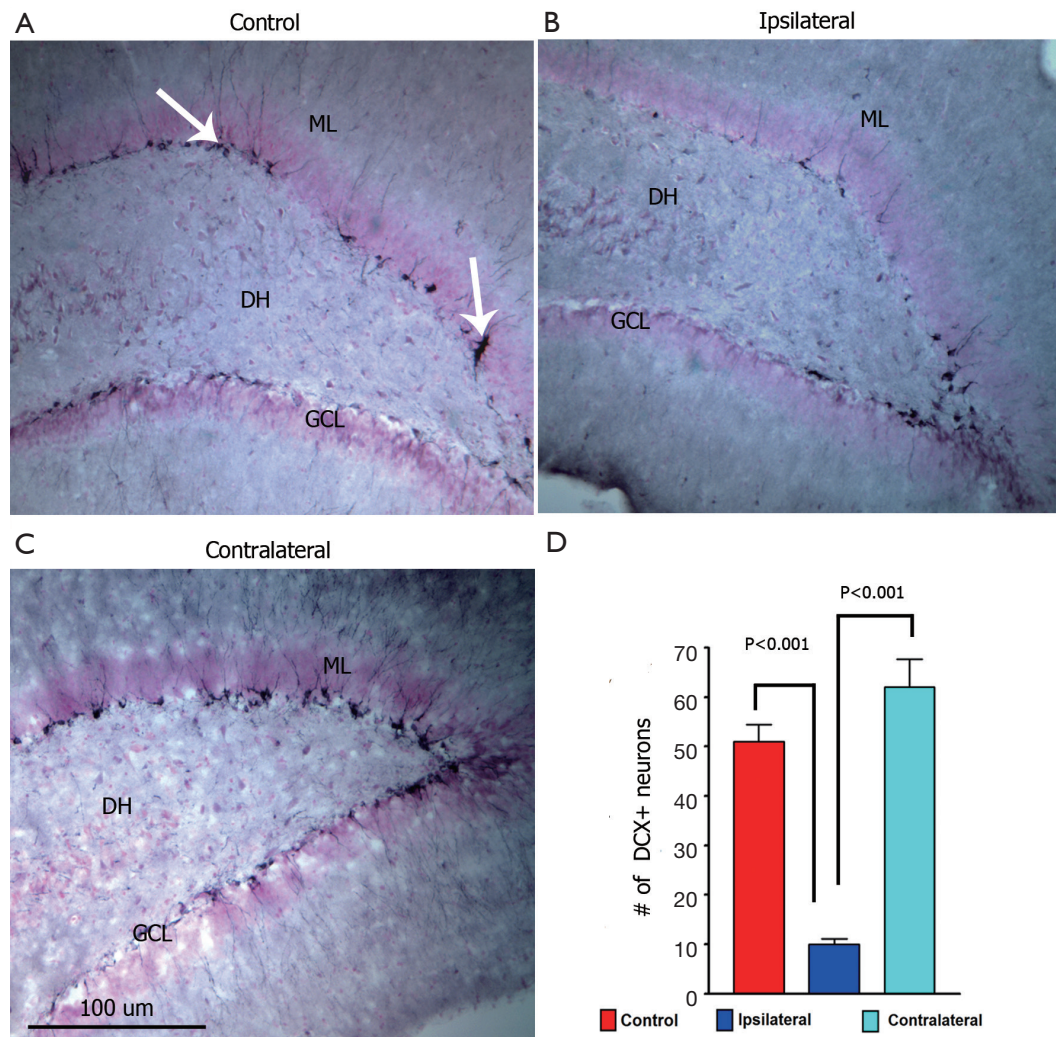 A
Control
ML
DH
GCL
B
Ipsilateral
ML
DH
GCL
C
Contralateral
ML
DH
GCL
100 um
D
P<0.001
P<0.001
# of DCX+ neurons
70
60
50
40
30
20
10
0
Control
Ipsilateral
Contralateral